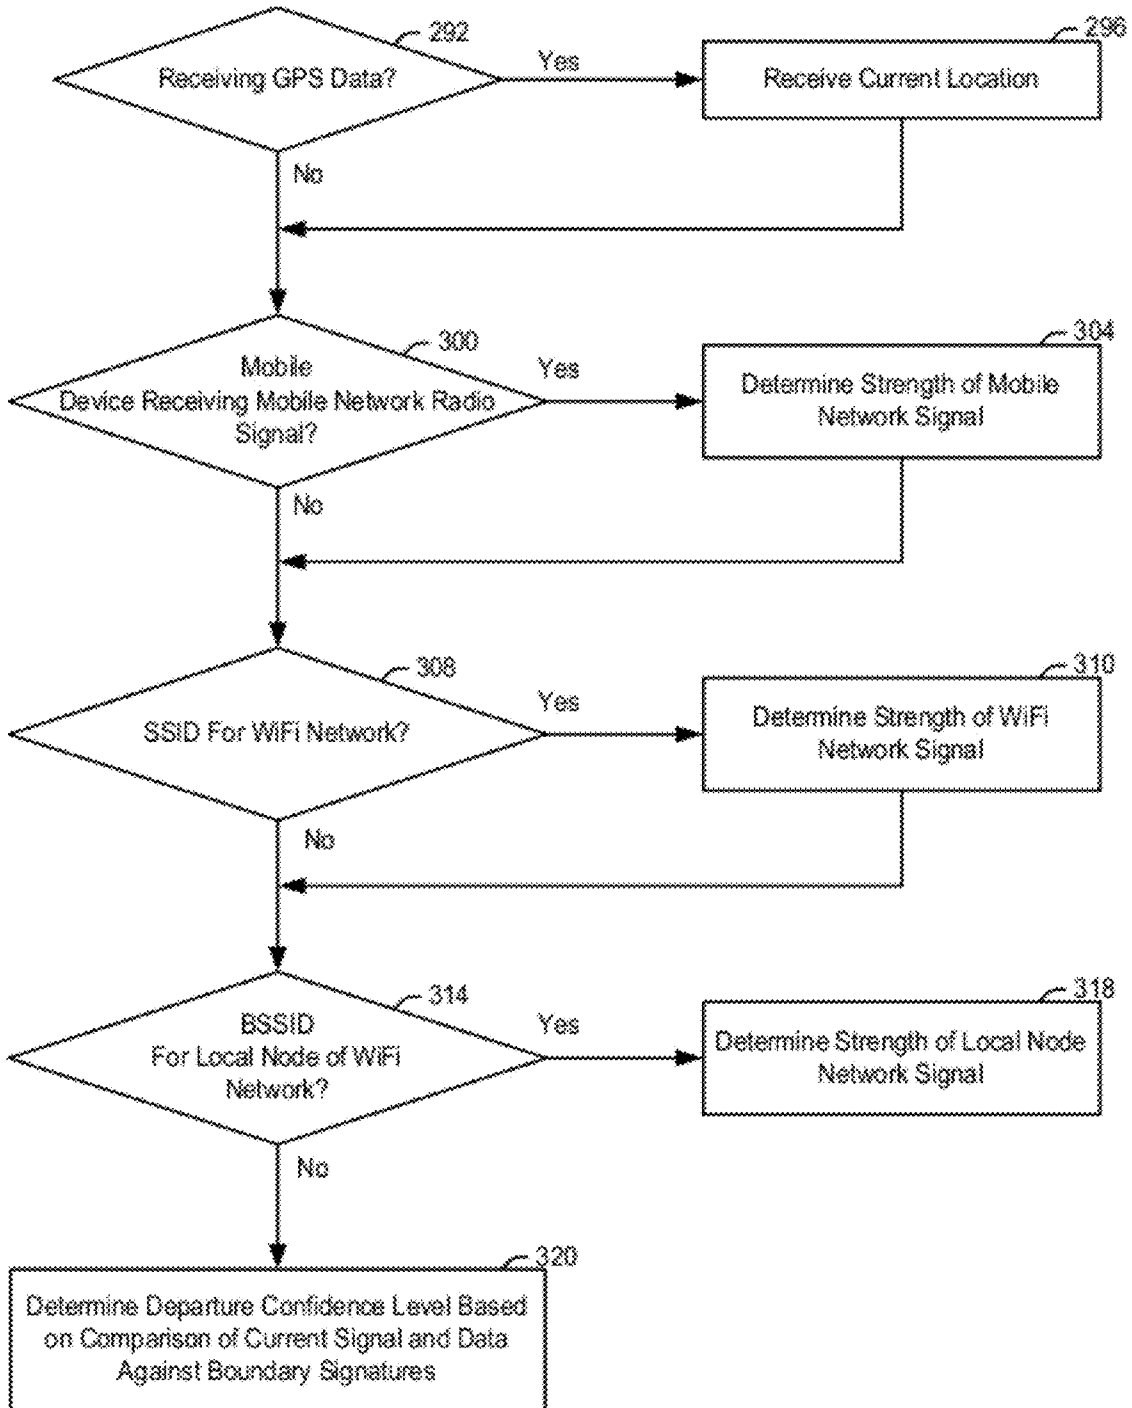 292
Receiving GPS Data?
Yes
296
Receive Current Location
No
300
Mobile
Device Receiving Mobile Network Radio
Signal?
Yes
304
Determine Strength of Mobile
Network Signal
No
308
SSID For WiFi Network?
Yes
310
Determine Strength of WiFi
Network Signal
No
314
BSSID
For Local Node of WiFi
Network?
Yes
318
Determine Strength of Local Node
Network Signal
No
320
Determine Departure Confidence Level Based
on Comparison of Current Signal and Data
Against Boundary Signatures